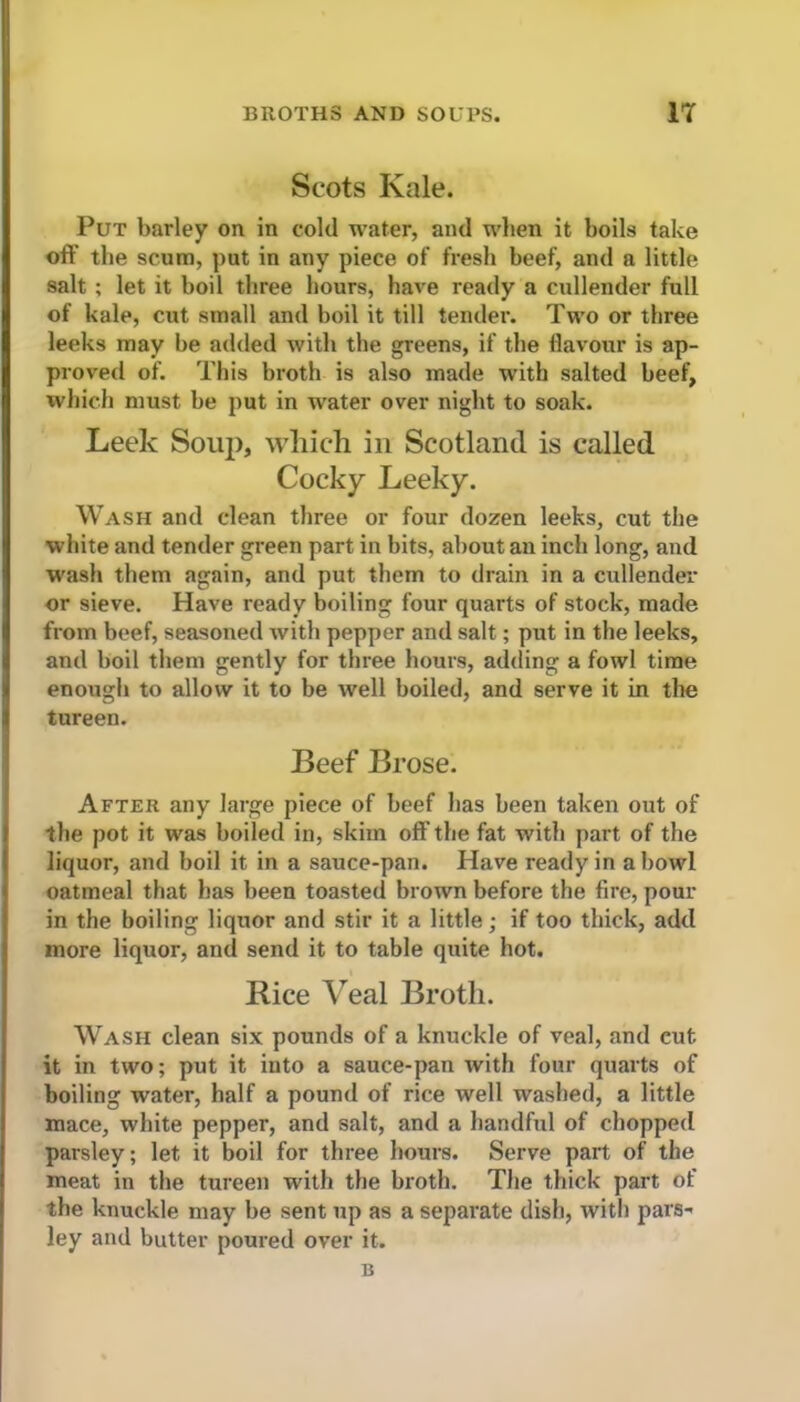 BROTHS AND SOUPS. 17
Scots Kale.
Put barley on in cold water, and when it boils take
off the scum, put in any piece of fresh beef, and a little
salt ; let it boil three hours, have ready a cullender full
of kale, cut small and boil it till tender. Two or three
leeks may be added with the greens, if the flavour is ap-
proved of. This broth is also made with salted beef,
which must be put in water over night to soak.
Leek Soup, which in Scotland is called
Cocky Leeky.
Wash and clean three or four dozen leeks, cut the
white and tender green part in bits, about an inch long, and
wash them again, and put them to drain in a cullender
or sieve. Have ready boiling four quarts of stock, made
from beef, seasoned with pepper and salt ; put in the leeks,
and boil them gently for three hours, adding a fowl time
enough to allow it to be well boiled, and serve it in the
tureen.
Beef Brose.
After any large piece of beef has been taken out of
the pot it was boiled in, skim off the fat with part of the
liquor, and boil it in a sauce-pan. Have ready in a bowl
oatmeal that has been toasted brown before the fire, pour
in the boiling liquor and stir it a little ; if too thick, add
more liquor, and send it to table quite hot.
Rice Veal Broth.
Wash clean six pounds of a knuckle of veal, and cut
it in two ; put it into a sauce-pan with four quarts of
boiling water, half a pound of rice well washed, a little
mace, white pepper, and salt, and a handful of chopped
parsley ; let it boil for three hours. Serve part of the
meat in the tureen with the broth. The thick part of
the knuckle may be sent up as a separate dish, with pars-
ley and butter poured over it.
B